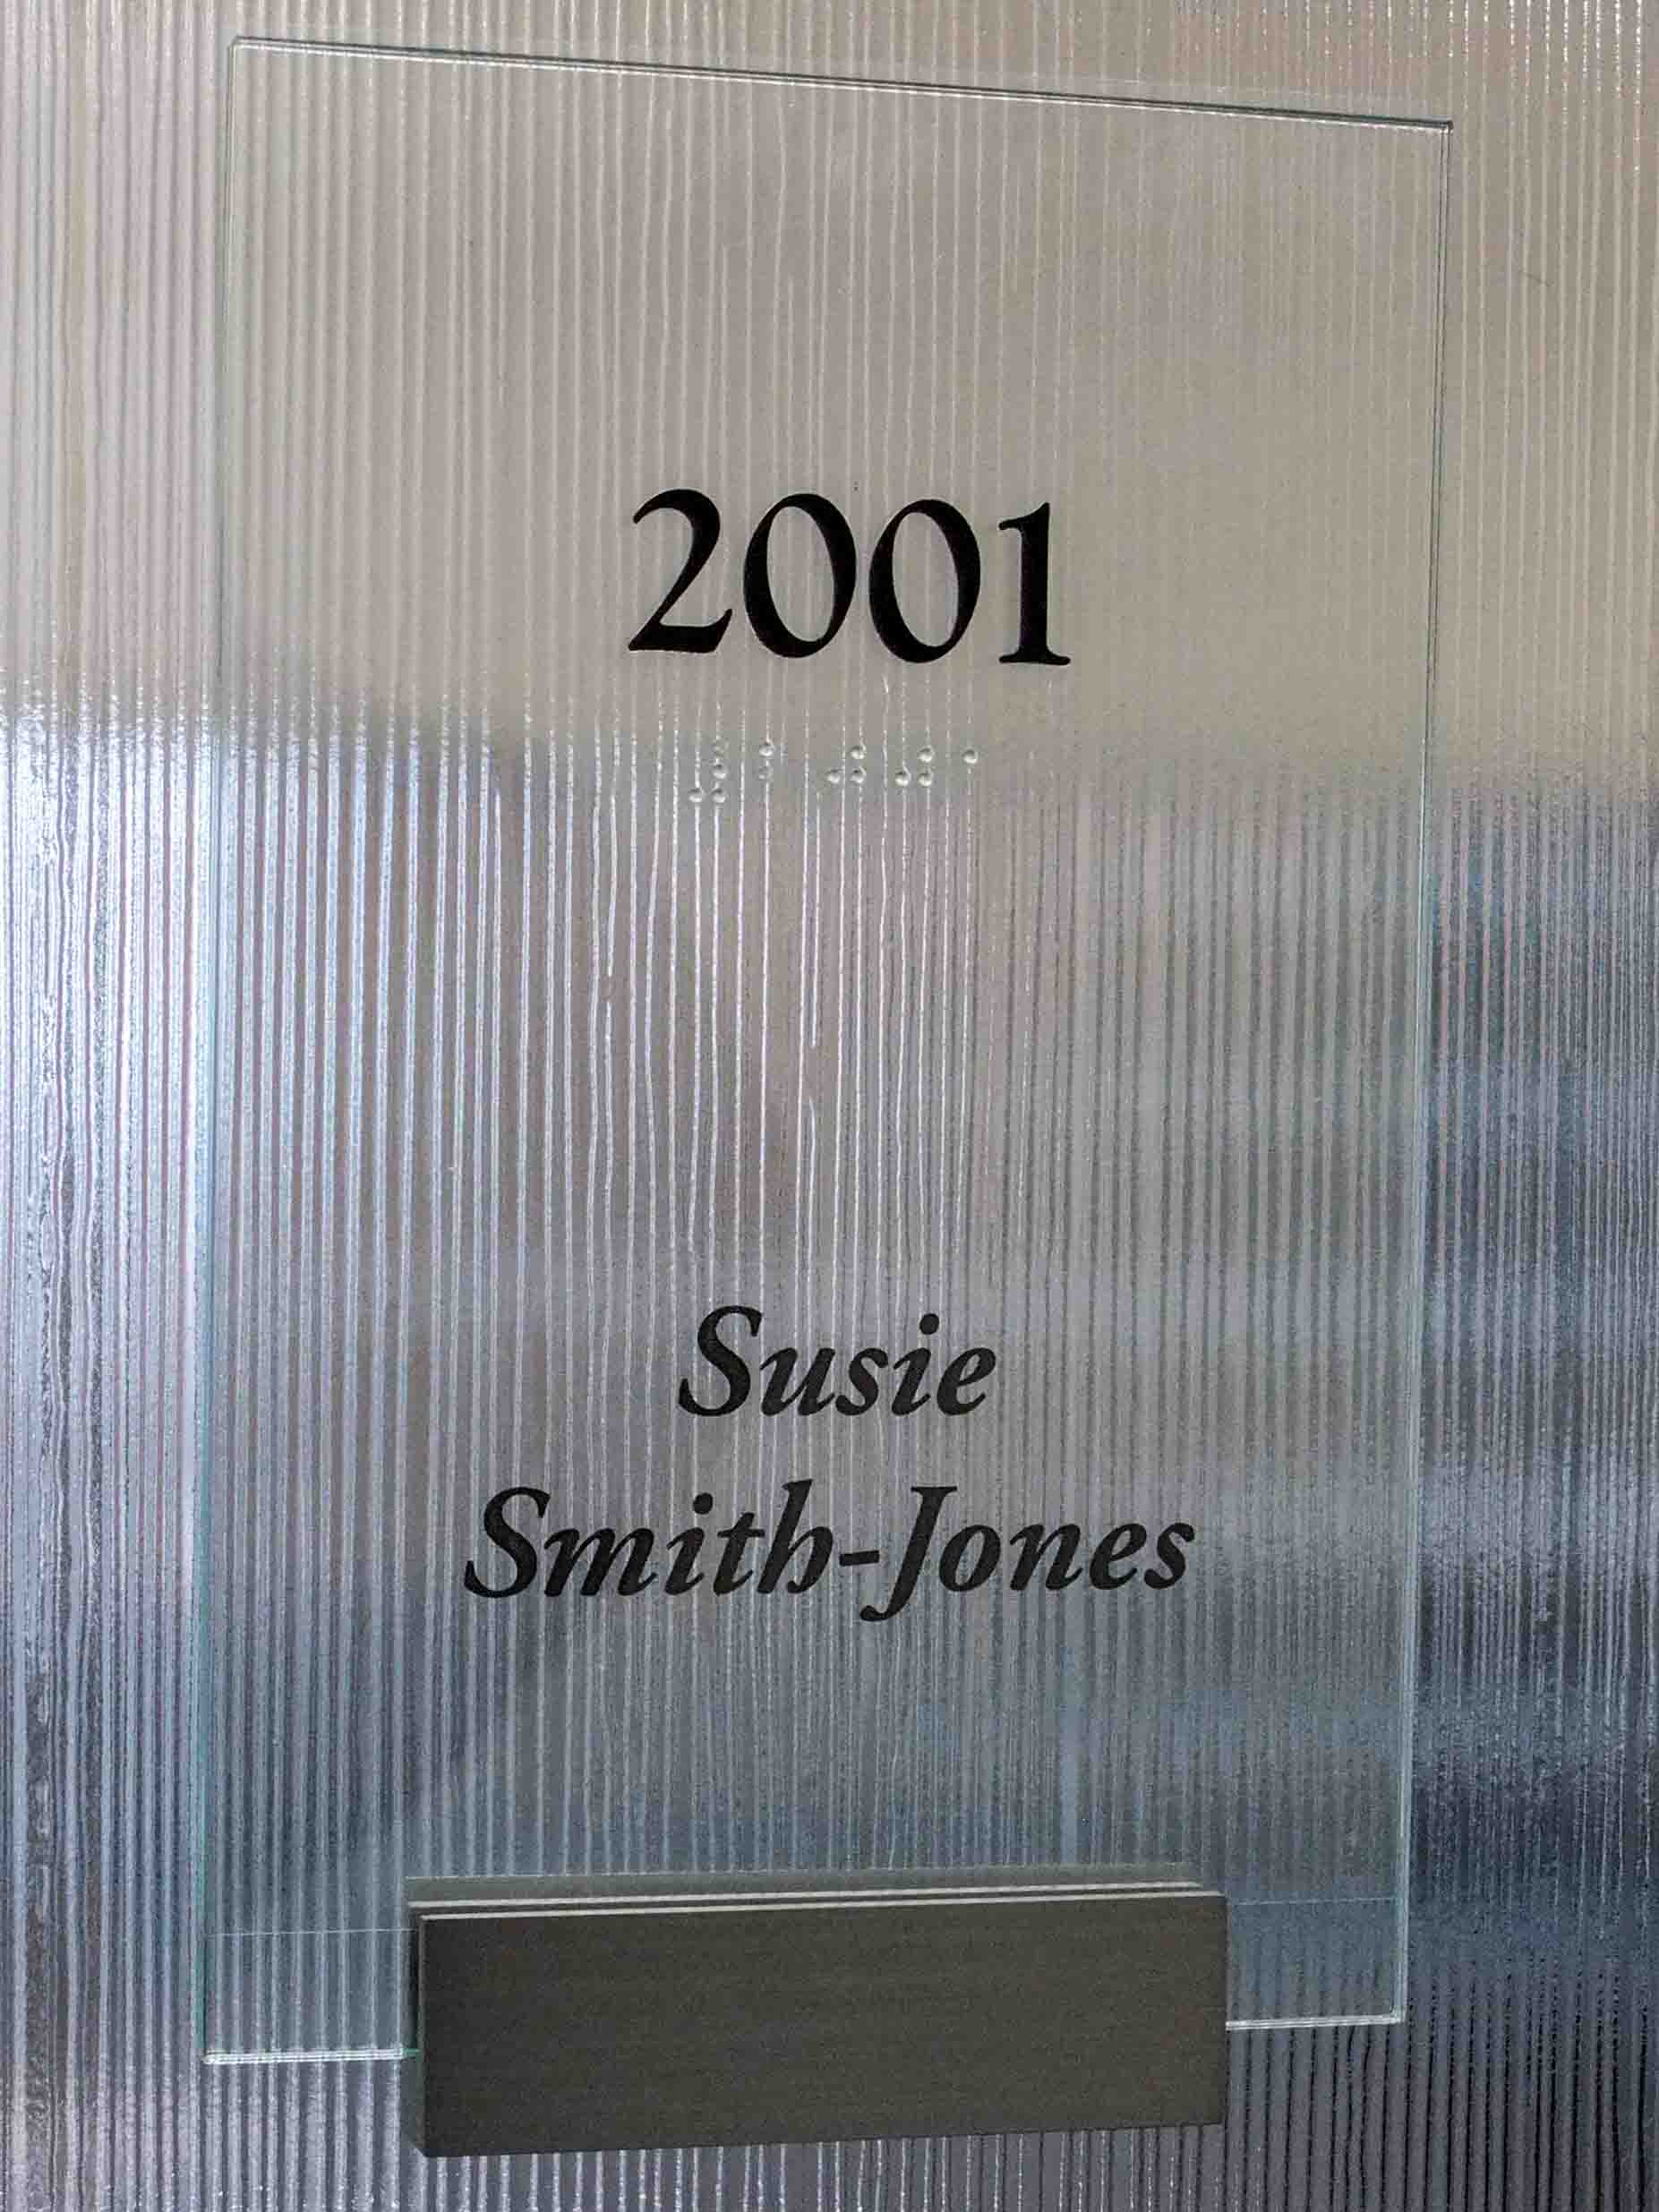 2001
⠼⠃⠚⠚⠁
Susie
Smith-Jones